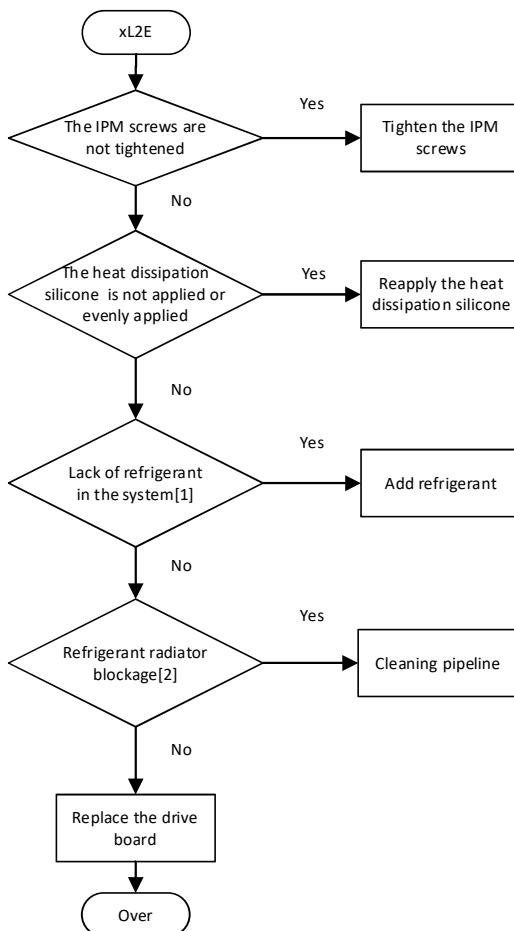 xL2E
Yes
The IPM screws are
not tightened
Tighten the IPM
screws
No
The heat dissipation
silicone is not applied or
evenly applied
Yes
Reapply the heat
dissipation silicone
No
Yes
Lack of refrigerant
in the system[1]
Add refrigerant
No
Yes
Refrigerant radiator
blockage[2]
Cleaning pipeline
No
Replace the drive
board
Over